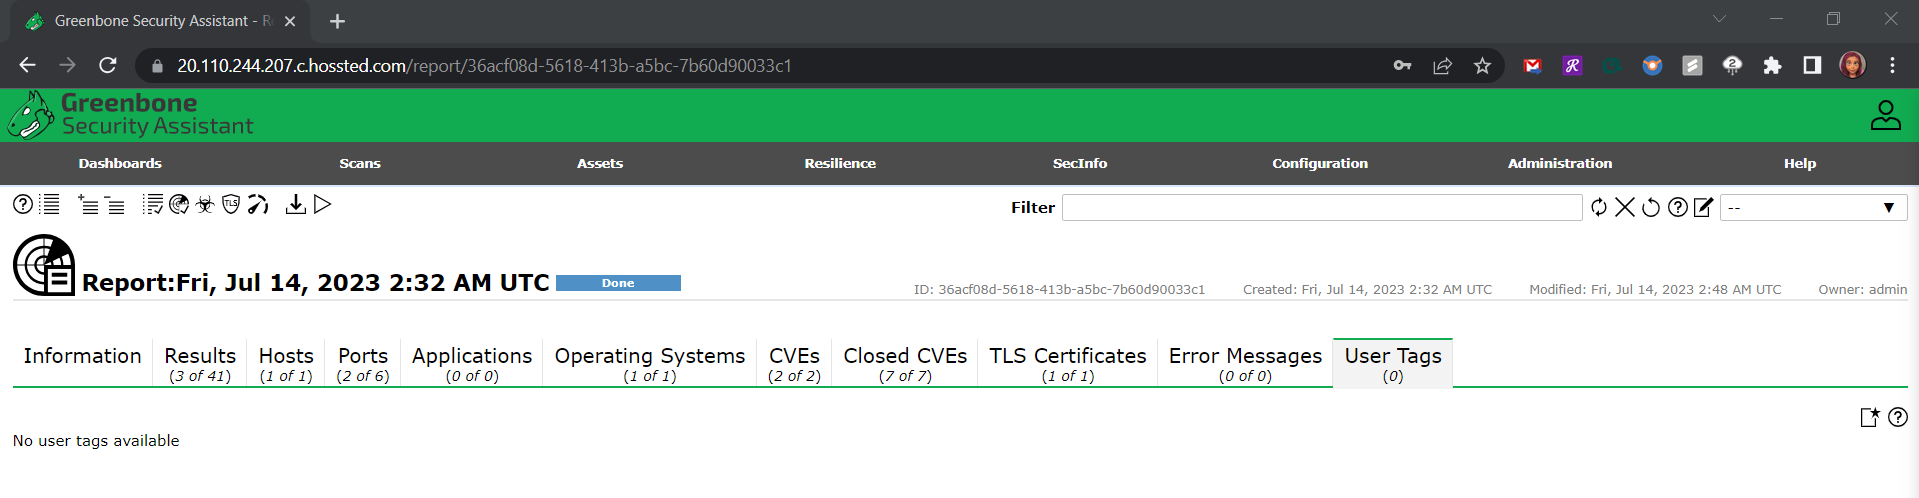 Greenbone Security Assistant - Re
20.110.244.207.c.hossted.com/report/36acf08d-5618-413b-a5bc-7b60d90033c1
Greenbone
Security Assistant
Dashboards Scans Assets Resilience SecInfo Configuration Administration Help
TLS
Filter --
Report:Fri, Jul 14, 2023 2:32 AM UTC Done ID: 36acf08d-5618-413b-a5bc-7b60d90033c1 Created: Fri, Jul 14, 2023 2:32 AM UTC Modified: Fri, Jul 14, 2023 2:48 AM UTC Owner: admin
Information Results Hosts Ports Applications Operating Systems CVEs Closed CVEs TLS Certificates Error Messages User Tags
(3 of 41) (1 of 1) (2 of 6) (0 of 0) (1 of 1) (2 of 2) (7 of 7) (1 of 1) (0 of 0) (0)
No user tags available